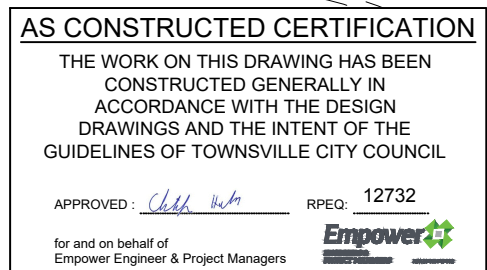 AS CONSTRUCTED CERTIFICATION
THE WORK ON THIS DRAWING HAS BEEN
CONSTRUCTED GENERALLY IN
ACCORDANCE WITH THE DESIGN
DRAWINGS AND THE INTENT OF THE
GUIDELINES OF TOWNSVILLE CITY COUNCIL
APPROVED : RPEQ: 12732
for and on behalf of
Empower Engineer & Project Managers
Empower